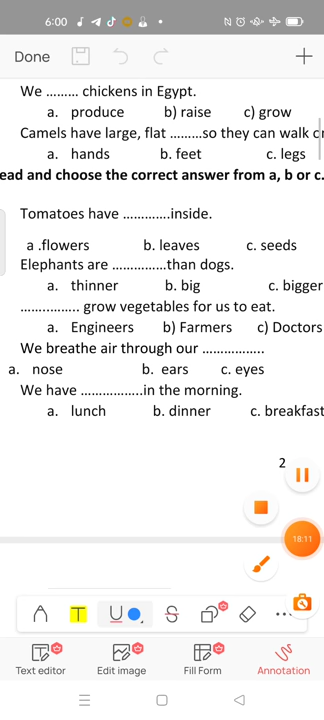 6:00
Done
We ......... chickens in Egypt.
a. produce b) raise c) grow
Camels have large, flat .........so they can walk
a. hands b. feet c. legs
ead and choose the correct answer from a, b or c.
Tomatoes have .............inside.
a .flowers b. leaves c. seeds
Elephants are ...............than dogs.
a. thinner b. big c. bigger
................ grow vegetables for us to eat.
a. Engineers b) Farmers c) Doctors
We breathe air through our .................
a. nose b. ears c. eyes
We have .................in the morning.
a. lunch b. dinner c. breakfast
2
18:11
T U S
Text editor Edit image Fill Form Annotation